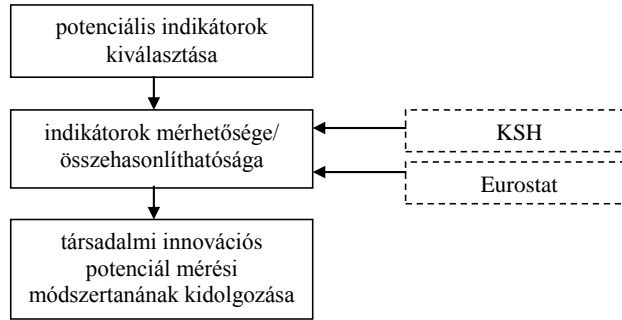 potenciális indikátorok
kiválasztása
indikátorok mérhetősége/
összehasonlíthatósága
KSH
Eurostat
társadalmi innovációs
potenciál mérési
módszertanának kidolgozása